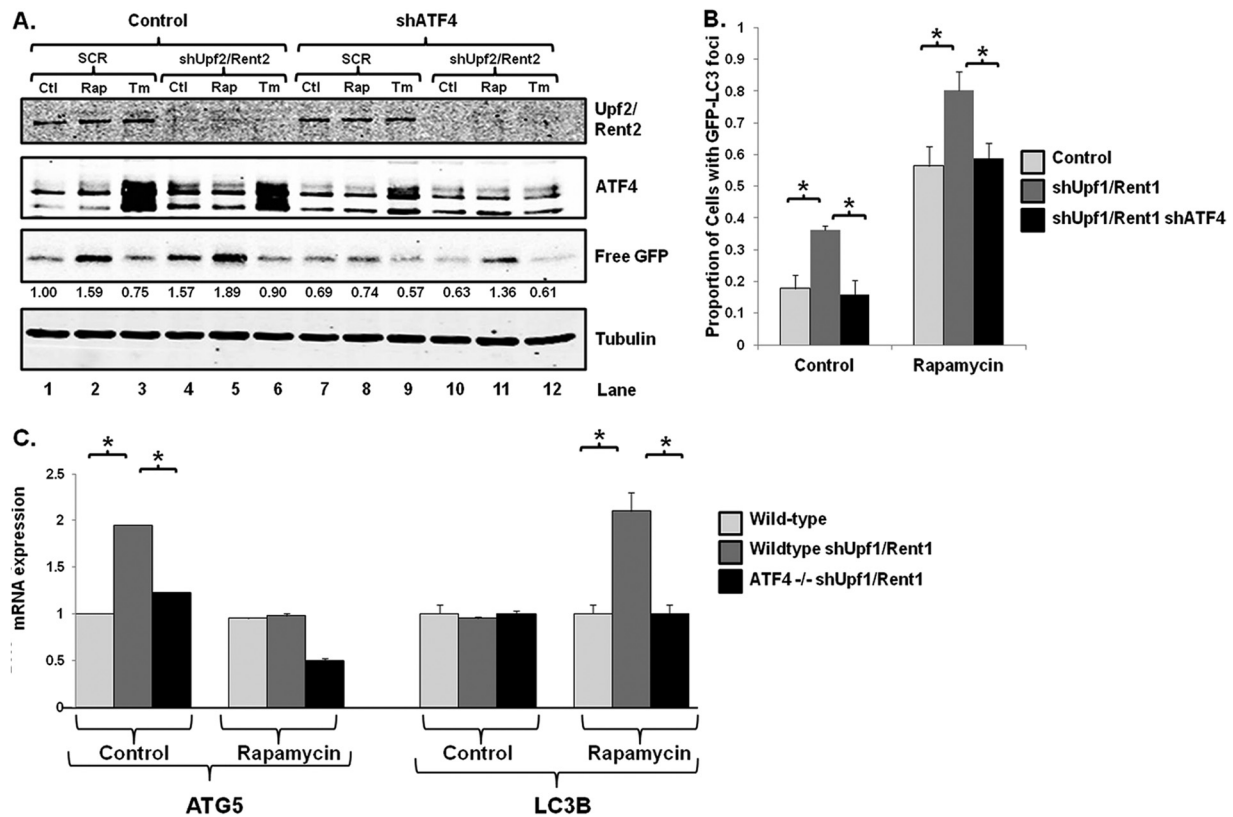 A.
Control shATF4
SCR shUpf2/Rent2 SCR shUpf2/Rent2
Ctl Rap Tm Ctl Rap Tm Ctl Rap Tm Ctl Rap Tm
Upf2/
Rent2
ATF4
Free GFP
1.00 1.59 0.75 1.57 1.89 0.90 0.69 0.74 0.57 0.63 1.36 0.61
Tubulin
1 2 3 4 5 6 7 8 9 10 11 12 Lane
B.
Proportion of Cells with GFP-LC3 foci
1
0.9
0.8
0.7
0.6
0.5
0.4
0.3
0.2
0.1
0
* * * *
Control Rapamycin
Control
shUpf1/Rent1
shUpf1/Rent1 shATF4
C.
mRNA expression
2.5
2
1.5
1
0.5
0
* * * *
Control Rapamycin Control Rapamycin
ATG5 LC3B
Wild-type
Wildtype shUpf1/Rent1
ATF4 -/- shUpf1/Rent1